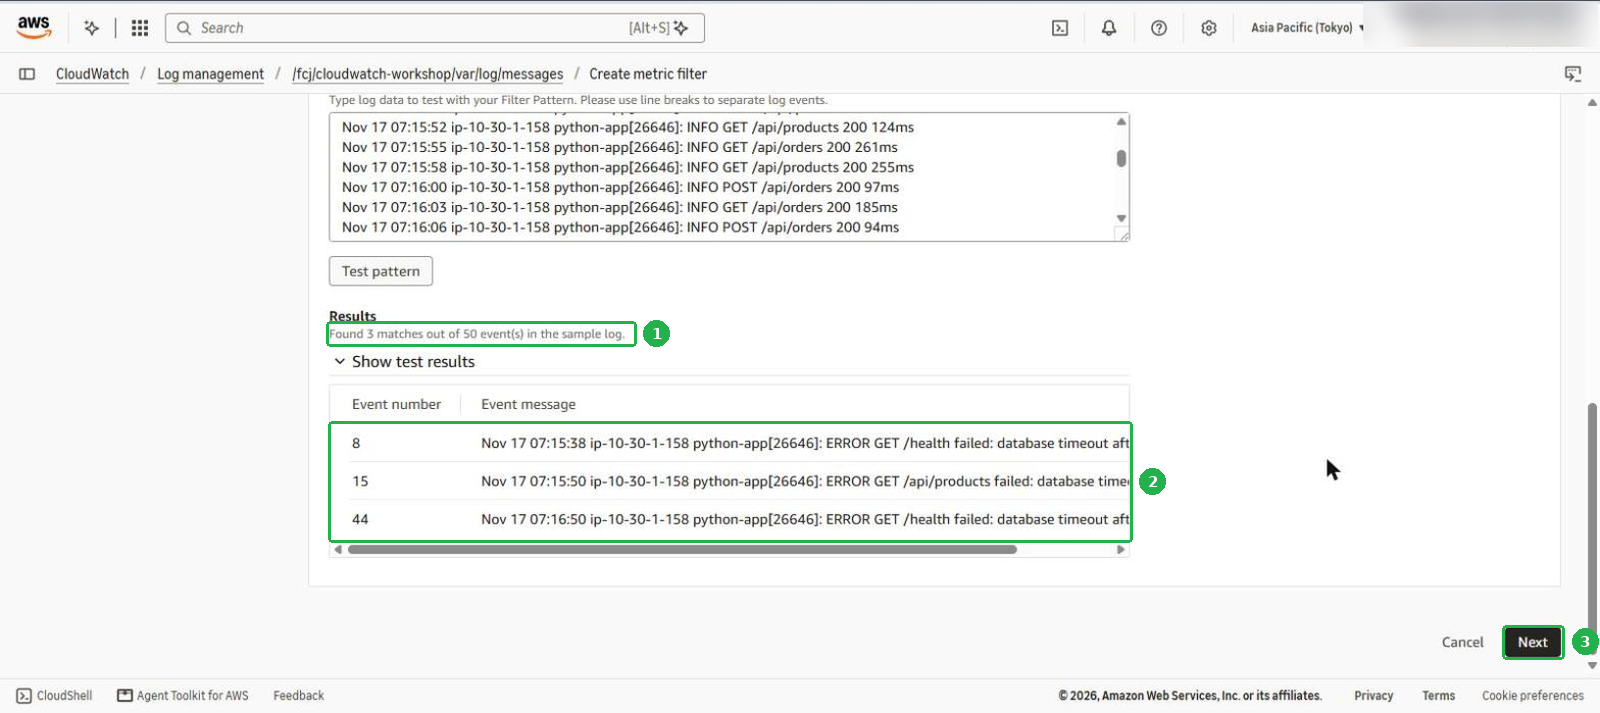 aws
Search [Alt+S]
Asia Pacific (Tokyo)
CloudWatch / Log management / /fcj/cloudwatch-workshop/var/log/messages / Create metric filter
Type log data to test with your Filter Pattern. Please use line breaks to separate log events.
Nov 17 07:15:52 ip-10-30-1-158 python-app[26646]: INFO GET /api/products 200 124ms
Nov 17 07:15:55 ip-10-30-1-158 python-app[26646]: INFO GET /api/orders 200 261ms
Nov 17 07:15:58 ip-10-30-1-158 python-app[26646]: INFO GET /api/products 200 255ms
Nov 17 07:16:00 ip-10-30-1-158 python-app[26646]: INFO POST /api/orders 200 97ms
Nov 17 07:16:03 ip-10-30-1-158 python-app[26646]: INFO GET /api/orders 200 185ms
Nov 17 07:16:06 ip-10-30-1-158 python-app[26646]: INFO POST /api/orders 200 94ms
Test pattern
Results
Found 3 matches out of 50 event(s) in the sample log. 1
Show test results
Event number Event message
8 Nov 17 07:15:38 ip-10-30-1-158 python-app[26646]: ERROR GET /health failed: database timeout aft
15 Nov 17 07:15:50 ip-10-30-1-158 python-app[26646]: ERROR GET /api/products failed: database time 2
44 Nov 17 07:16:50 ip-10-30-1-158 python-app[26646]: ERROR GET /health failed: database timeout aft
Cancel Next 3
CloudShell Agent Toolkit for AWS Feedback © 2026, Amazon Web Services, Inc. or its affiliates. Privacy Terms Cookie preferences